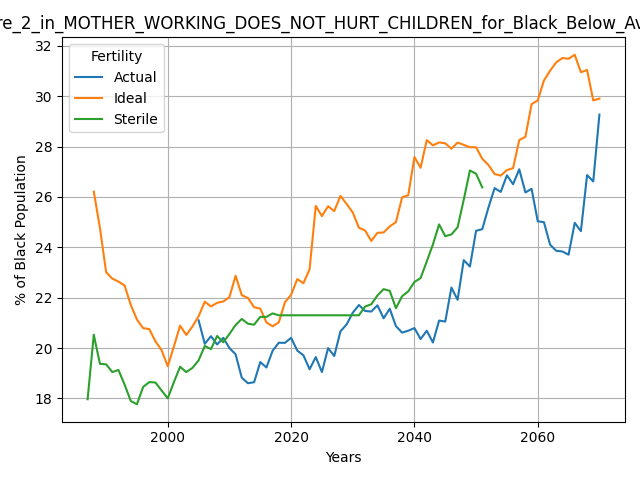 re_2_in_MOTHER_WORKING_DOES_NOT_HURT_CHILDREN_for_Black_Below_Av
Fertility
Actual
Ideal
Sterile
% of Black Population
32
30
28
26
24
22
20
18
2000
2020
2040
2060
Years